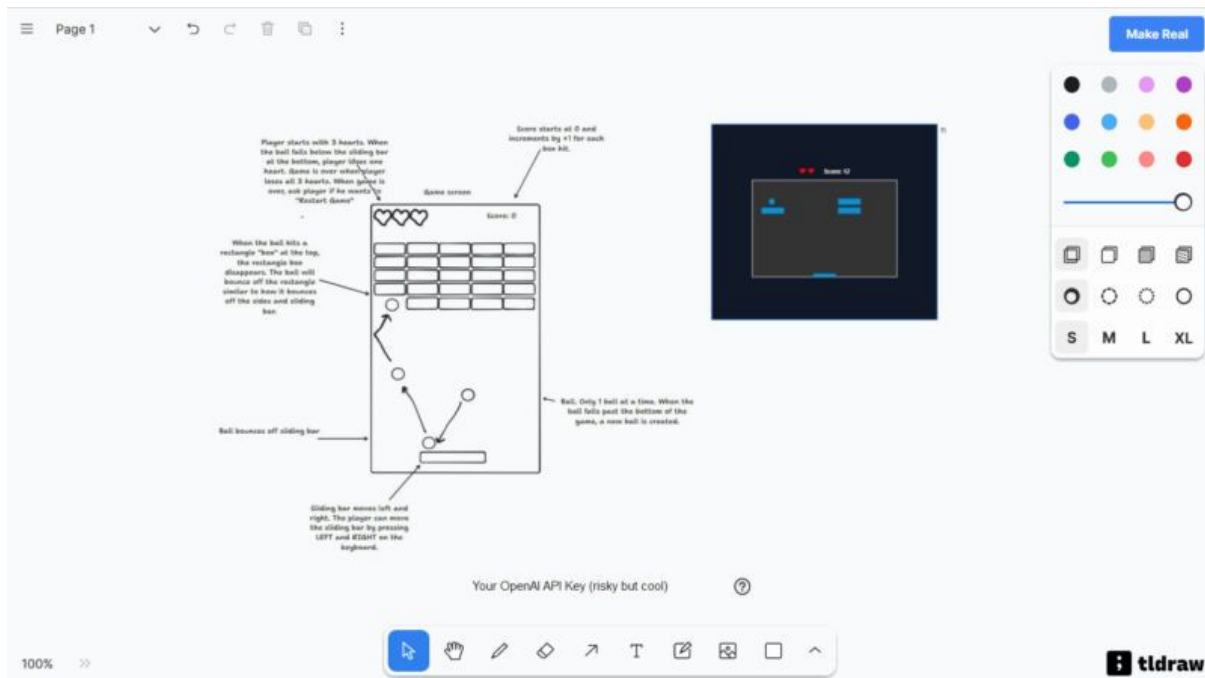 Page 1
Make Real
Player starts with 3 hearts. When
the ball falls below the sliding bar
at the bottom, player loses one
heart. Game is over when player
loses all 3 hearts. When game is
over, ask player if he wants to
"Restart Game"
Score starts at 0 and
increments by +1 for each
box hit.
Game screen
Score: 0
Score: 12
When the ball hits a
rectangle "box" at the top,
the rectangle box
disappears. The ball will
bounce off the rectangle
similar to how it bounces
off the sides and sliding
bar.
Ball. Only 1 ball at a time. When the
ball falls past the bottom of the
game, a new ball is created.
Ball bounces off sliding bar
Sliding bar moves left and
right. The player can move
the sliding bar by pressing
LEFT and RIGHT on the
keyboard.
S M L XL
Your OpenAI API Key (risky but cool)
100%
tldraw